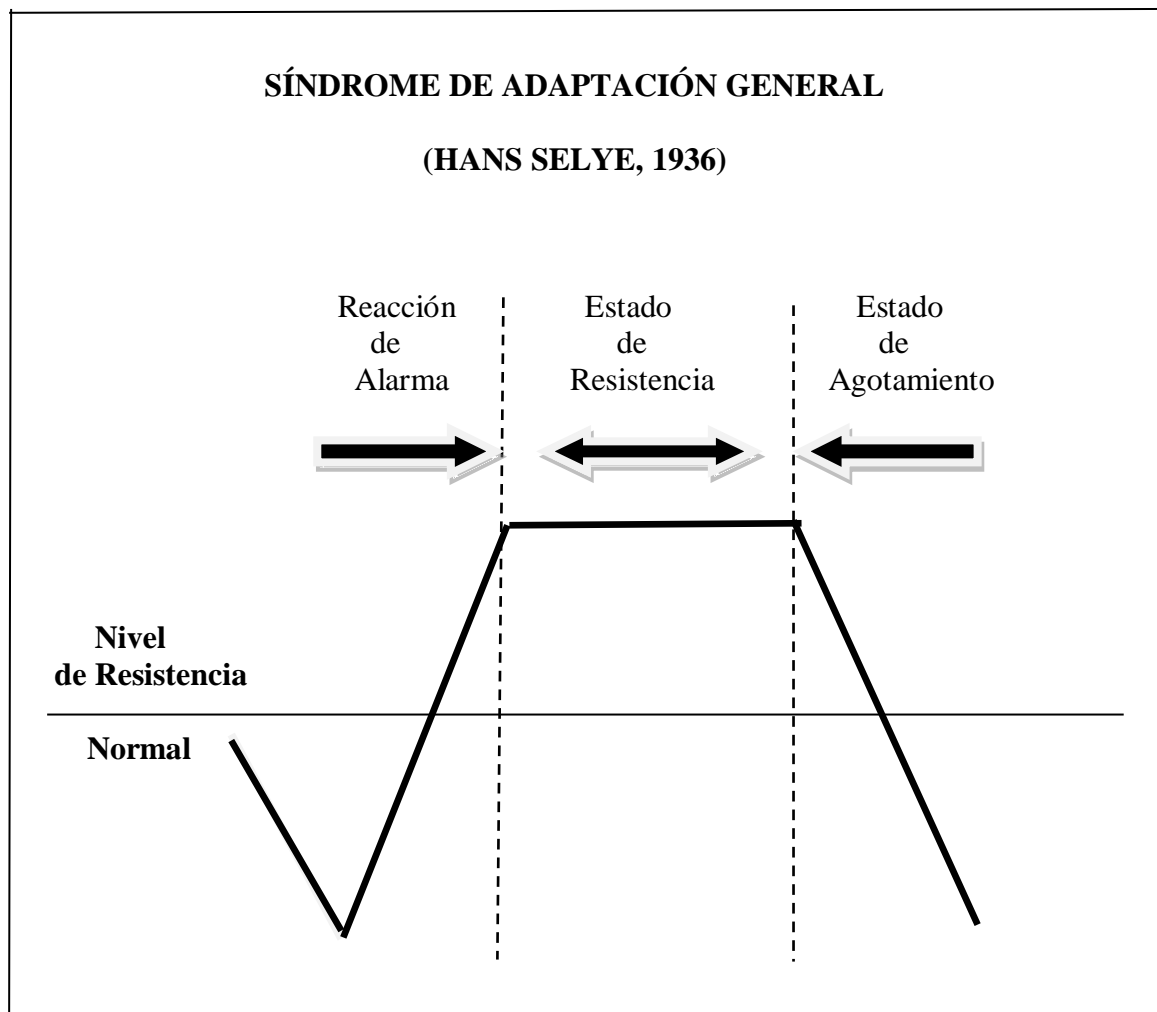 SÍNDROME DE ADAPTACIÓN GENERAL
(HANS SELYE, 1936)
Reacción
de
Alarma
Estado
de
Resistencia
Estado
de
Agotamiento
Nivel
de Resistencia
Normal